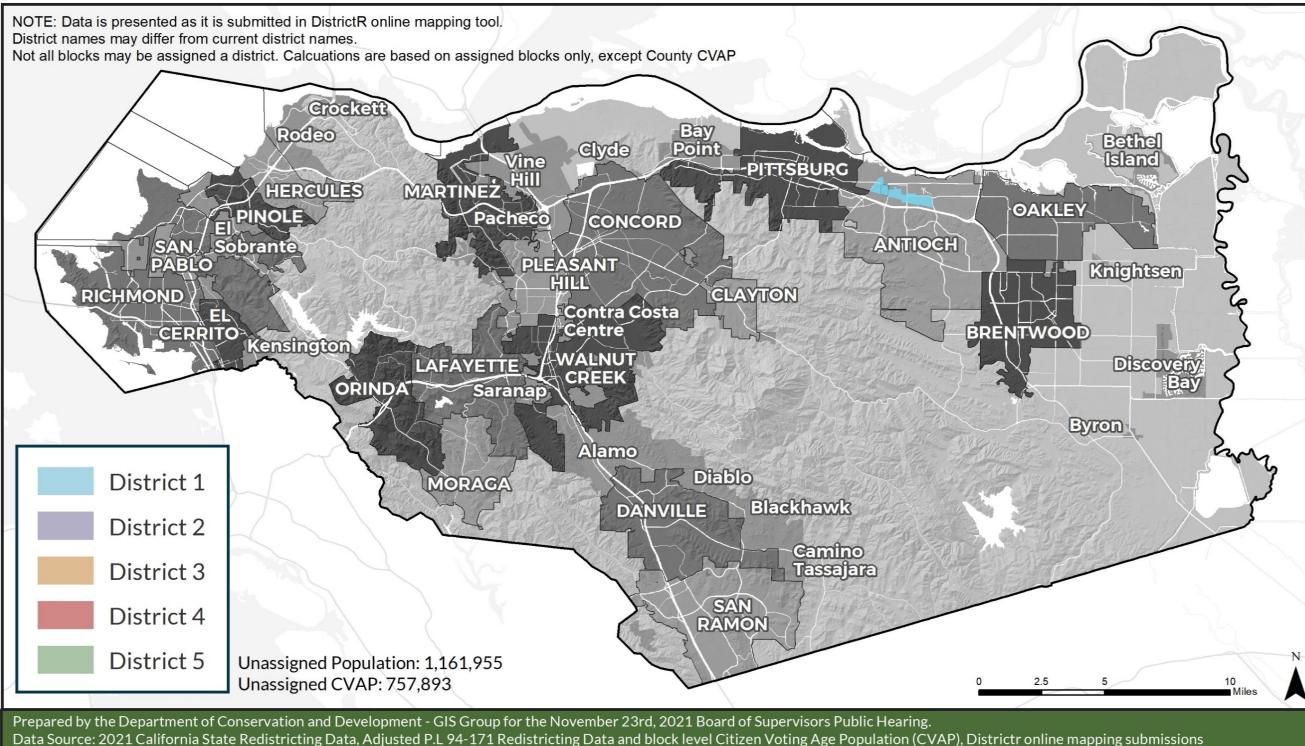 NOTE: Data is presented as it is submitted in DistrictR online mapping tool.
District names may differ from current district names.
Not all blocks may be assigned a district. Calcuations are based on assigned blocks only, except County CVAP
Crockett
Rodeo
HERCULES
PINOLE
El
Sobrante
SAN
PABLO
RICHMOND
EL
CERRITO
Kensington
MARTINEZ
Vine
Hill
Clyde
Pacheco
Bay
Point
PITTSBURG
CONCORD
PLEASANT
HILL
CLAYTON
Contra Costa
Centre
WALNUT
CREEK
LAFAYETTE
Saranap
ORINDA
MORAGA
Alamo
Diablo
DANVILLE
Blackhawk
Camino
Tassajara
SAN
RAMON
ANTIOCH
OAKLEY
Bethel
Island
Knightsen
BRENTWOOD
Discovery
Bay
Byron
District 1
District 2
District 3
District 4
District 5
Unassigned Population: 1,161,955
Unassigned CVAP: 757,893
0 2.5 5 10
Miles
N
Prepared by the Department of Conservation and Development - GIS Group for the November 23rd, 2021 Board of Supervisors Public Hearing.
Data Source: 2021 California State Redistricting Data, Adjusted P.L 94-171 Redistricting Data and block level Citizen Voting Age Population (CVAP), Districtr online mapping submissions